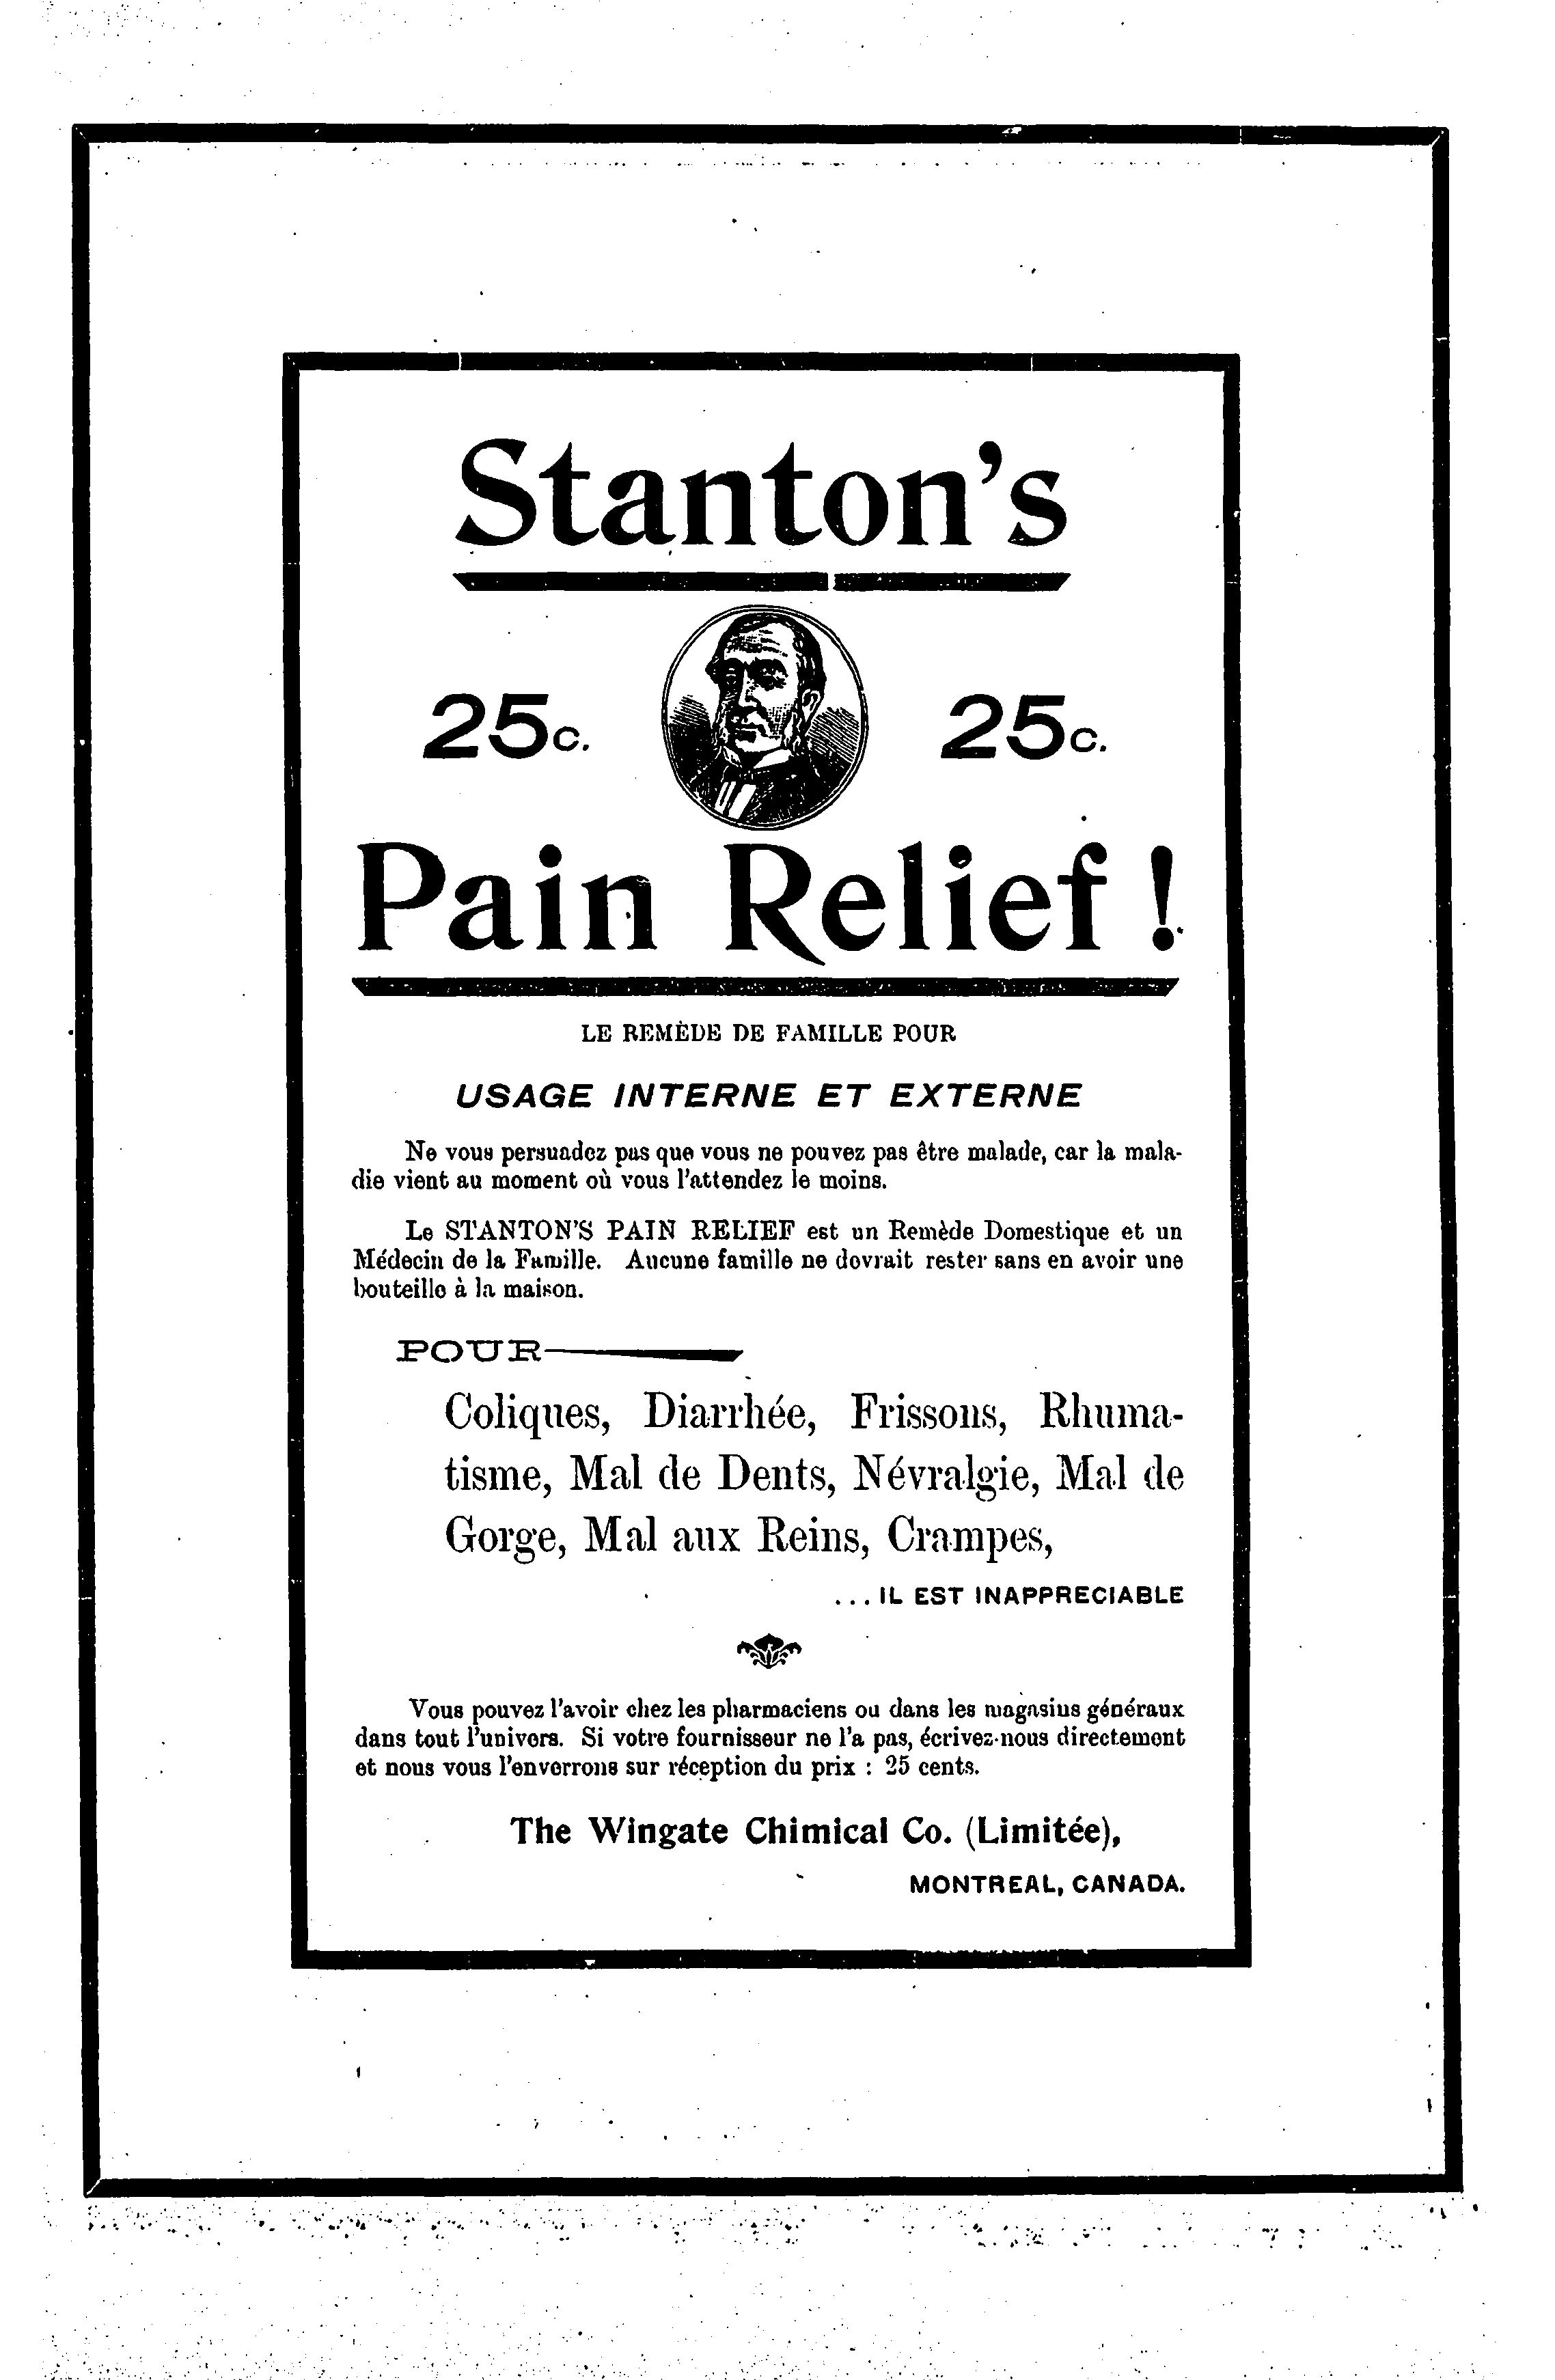 Stanton's
25c. 25c.
Pain Relief !
LE REMÈDE DE FAMILLE POUR
USAGE INTERNE ET EXTERNE
Ne vous persuadez pas que vous ne pouvez pas être malade, car la mala-
die vient au moment où vous l'attendez le moins.
Le STANTON'S PAIN RELIEF est un Remède Domestique et un
Médecin de la Famille. Aucune famille ne devrait rester sans en avoir une
bouteille à la maison.
POUR
Coliques, Diarrhée, Frissons, Rhuma-
tisme, Mal de Dents, Névralgie, Mal de
Gorge, Mal aux Reins, Crampes,
...IL EST INAPPRECIABLE
Vous pouvez l'avoir chez les pharmaciens ou dans les magasins généraux
dans tout l'univers. Si votre fournisseur ne l'a pas, écrivez-nous directement
et nous vous l'enverrons sur réception du prix : 25 cents.
The Wingate Chimical Co. (Limitée),
MONTREAL, CANADA.